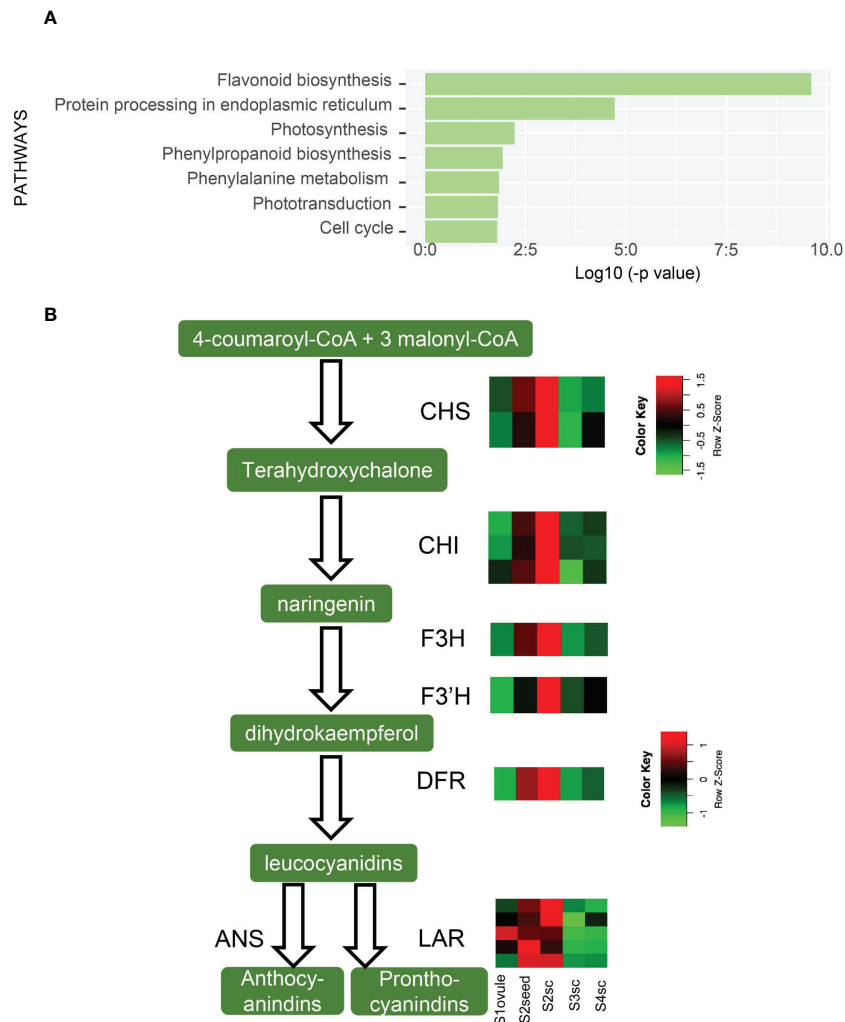 A
PATHWAYS
Flavonoid biosynthesis
Protein processing in endoplasmic reticulum
Photosynthesis
Phenylpropanoid biosynthesis
Phenylalanine metabolism
Phototransduction
Cell cycle
0:0 2:5 5:0 7:5 10.0
Log10 (-p value)
B
4-coumaroyl-CoA + 3 malonyl-CoA
CHS
Color Key
-1.5 -0.5 0.5 1.5
Row Z-Score
Terahydroxychalone
CHI
naringenin
F3H
F3'H
dihydrokaempferol
DFR
Color Key
-1 0 1
Row Z-Score
leucocyanidins
ANS
LAR
Anthocy-
anindins
Prontho-
cyanindins
S1ovule
S2seed
S2sc
S3sc
S4sc